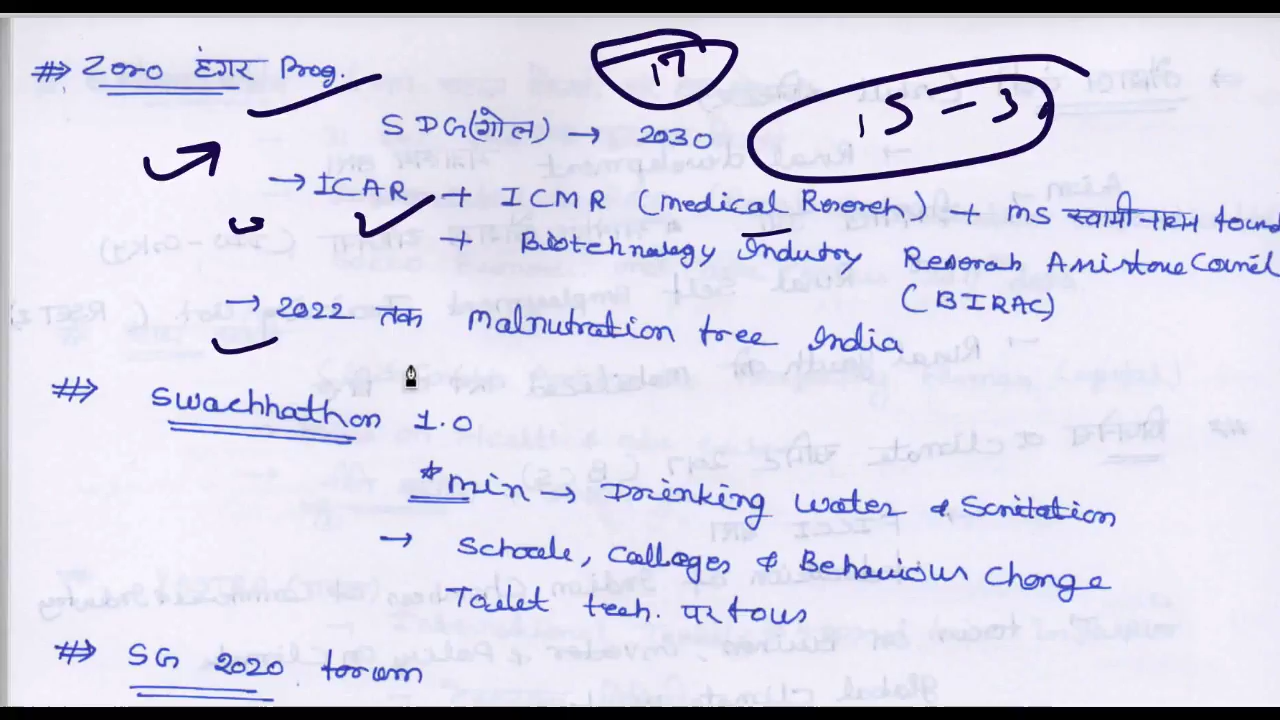 #⇒ Zoro हंगर Prog.
17
15 - 3
SDG(गोल) → 2030
→ ICAR + ICMR (medical Research) + MS स्वामीनाथन found
+ Biotechnology Industry Research Assistance Council
(BIRAC)
→ 2022 तक Malnutration free India
#⇒ Swachhathon 1.0
* min → Drinking water & Sanitation
→ Schools, Colleges & Behaviour change
Toilet tech. पर focus
#⇒ SG 2020 forum